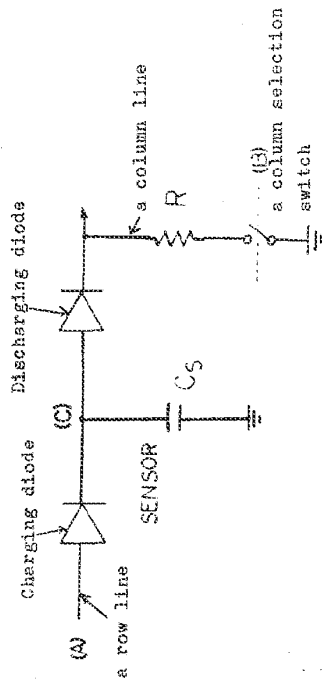 Charging diode
Discharging diode
(A)
a row line
(C)
SENSOR
CS
a column line
R
(B)
a column selection
switch